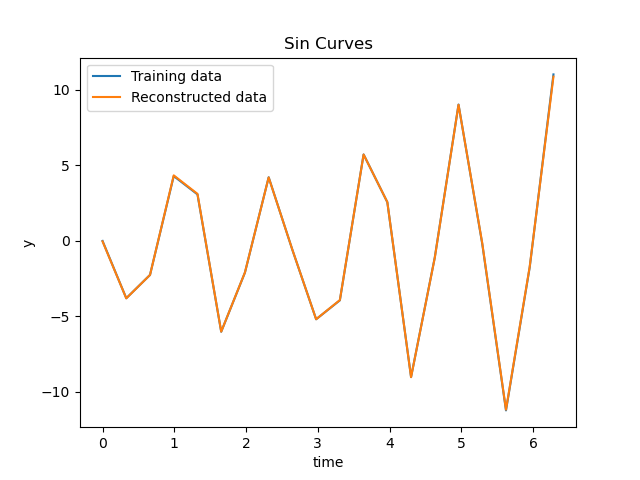 Sin Curves
Training data
Reconstructed data
10
5
0
−5
−10
y
0 1 2 3 4 5 6
time